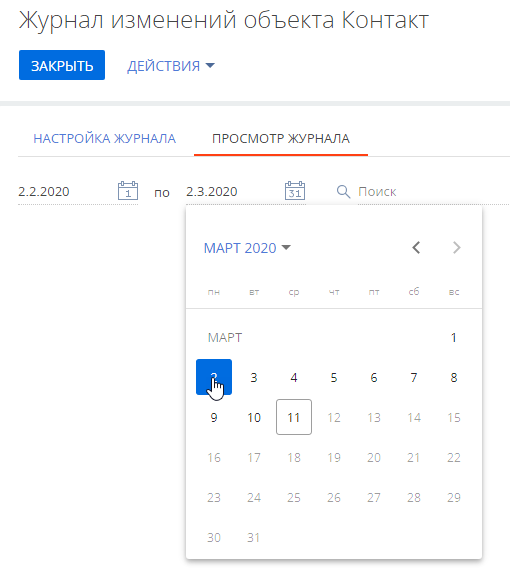 Журнал изменений объекта Контакт
ЗАКРЫТЬ ДЕЙСТВИЯ
НАСТРОЙКА ЖУРНАЛА ПРОСМОТР ЖУРНАЛА
2.2.2020 1 по 2.3.2020 31 Поиск
МАРТ 2020
пн вт ср чт пт сб вс
МАРТ 1
2 3 4 5 6 7 8
9 10 11 12 13 14 15
16 17 18 19 20 21 22
23 24 25 26 27 28 29
30 31